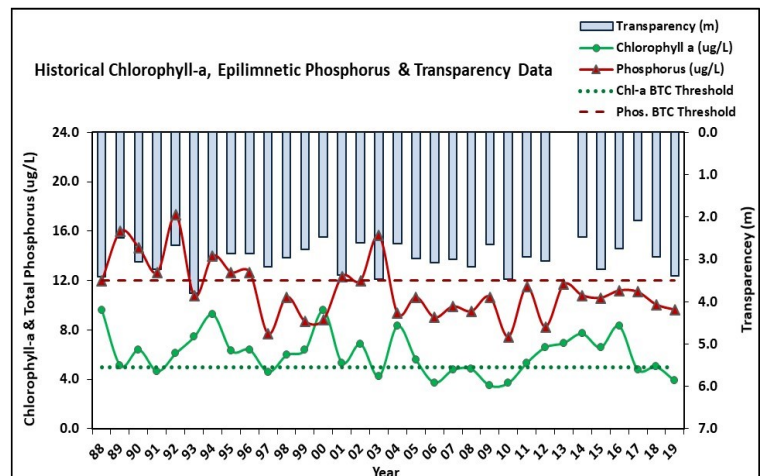 Transparency (m)
Chlorophyll a (ug/L)
Phosphorus (ug/L)
Chl-a BTC Threshold
Phos. BTC Threshold
Historical Chlorophyll-a, Epilimnetic Phosphorus & Transparency Data
24.0
20.0
16.0
12.0
8.0
4.0
0.0
Chlorophyll-a & Total Phosphorus (ug/L)
0.0
1.0
2.0
3.0
4.0
5.0
6.0
7.0
Transparencey (m)
88 89 90 91 92 93 94 95 96 97 98 99 00 01 02 03 04 05 06 07 08 09 10 11 12 13 14 15 16 17 18 19
Year